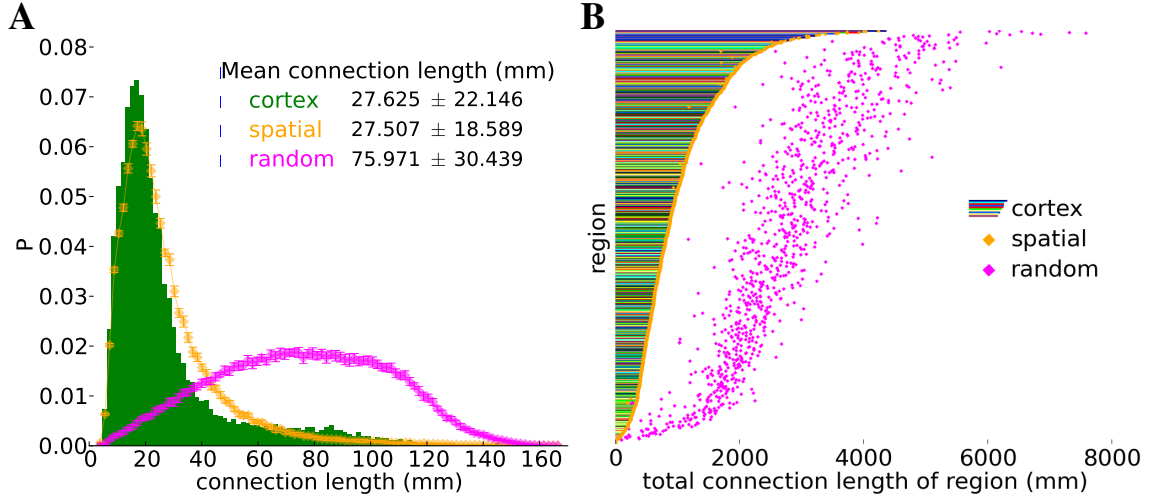 A
B
0.08
0.07
0.06
0.05
0.04
0.03
0.02
0.01
0.00
P
Mean connection length (mm)
cortex 27.625 ± 22.146
spatial 27.507 ± 18.589
random 75.971 ± 30.439
0 20 40 60 80 100 120 140 160
connection length (mm)
region
cortex
spatial
random
0 2000 4000 6000 8000
total connection length of region (mm)